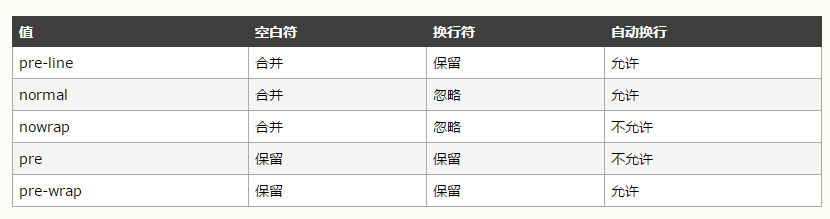 值 空白符 换行符 自动换行
pre-line 合并 保留 允许
normal 合并 忽略 允许
nowrap 合并 忽略 不允许
pre 保留 保留 不允许
pre-wrap 保留 保留 允许